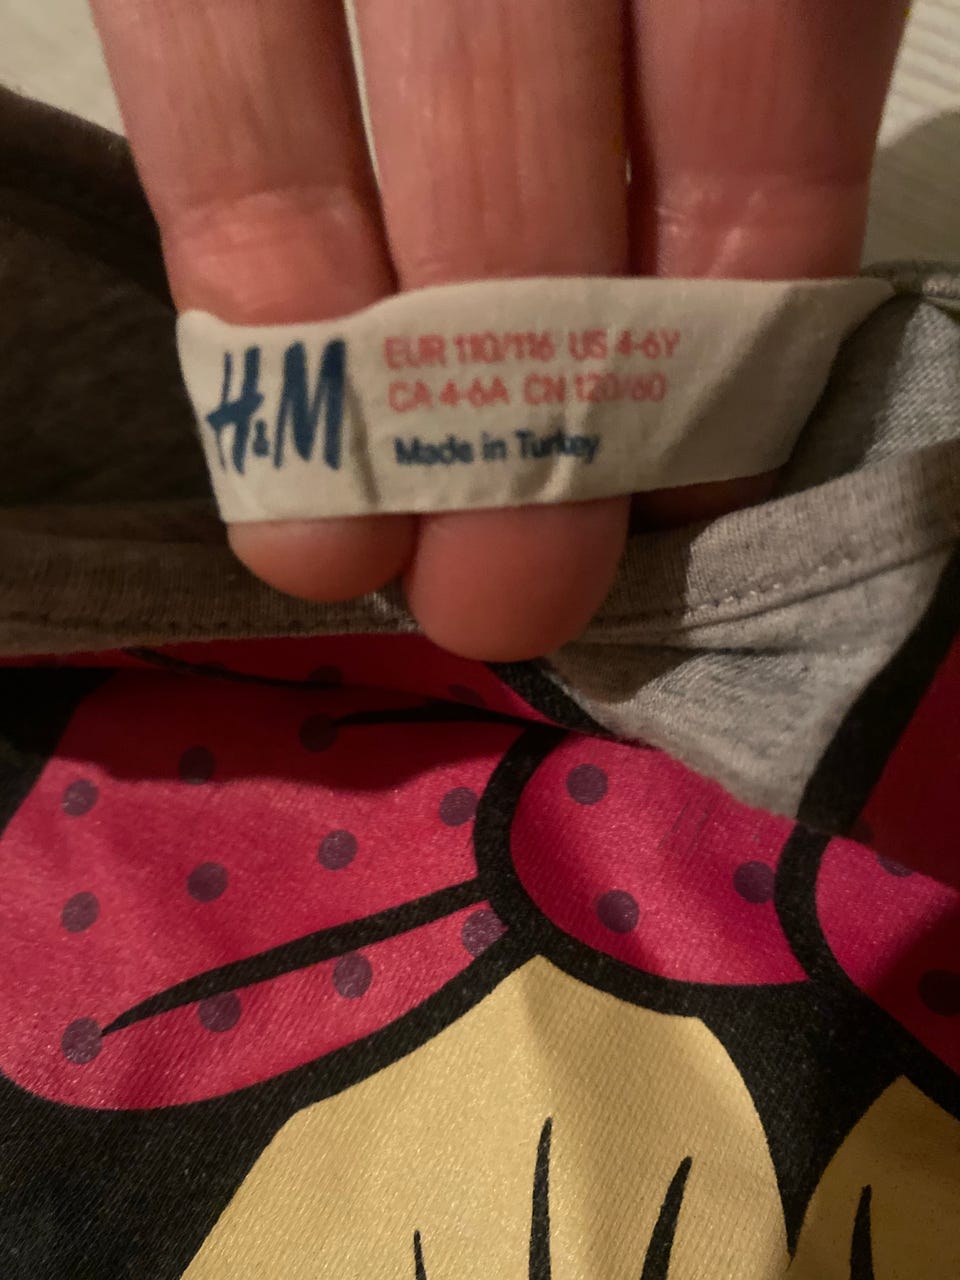 H&M
EUR 110/116 US 4-6Y
CA 4-6A CN 120/60
Made in Turkey